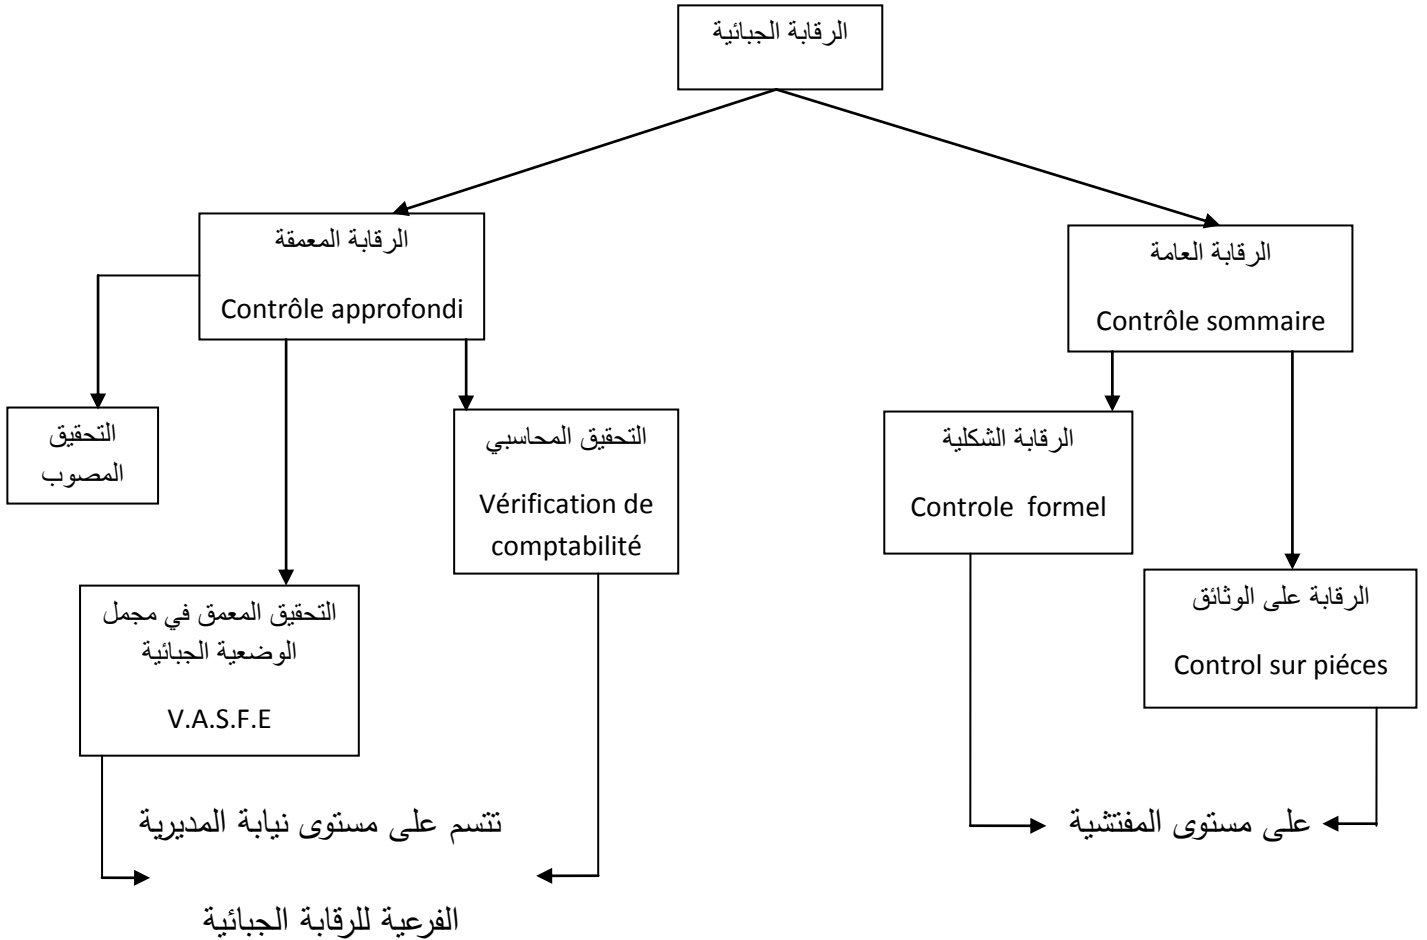 الرقابة الجبائية
الرقابة العامة
Contrôle sommaire
الرقابة المعمقة
Contrôle approfondi
الرقابة الشكلية
Controle formel
الرقابة على الوثائق
Control sur piéces
التحقيق المحاسبي
Vérification de
comptabilité
التحقيق المعمق في مجمل
الوضعية الجبائية
V.A.S.F.E
التحقيق
المصوب
على مستوى المفتشية
تتسم على مستوى نيابة المديرية
الفرعية للرقابة الجبائية